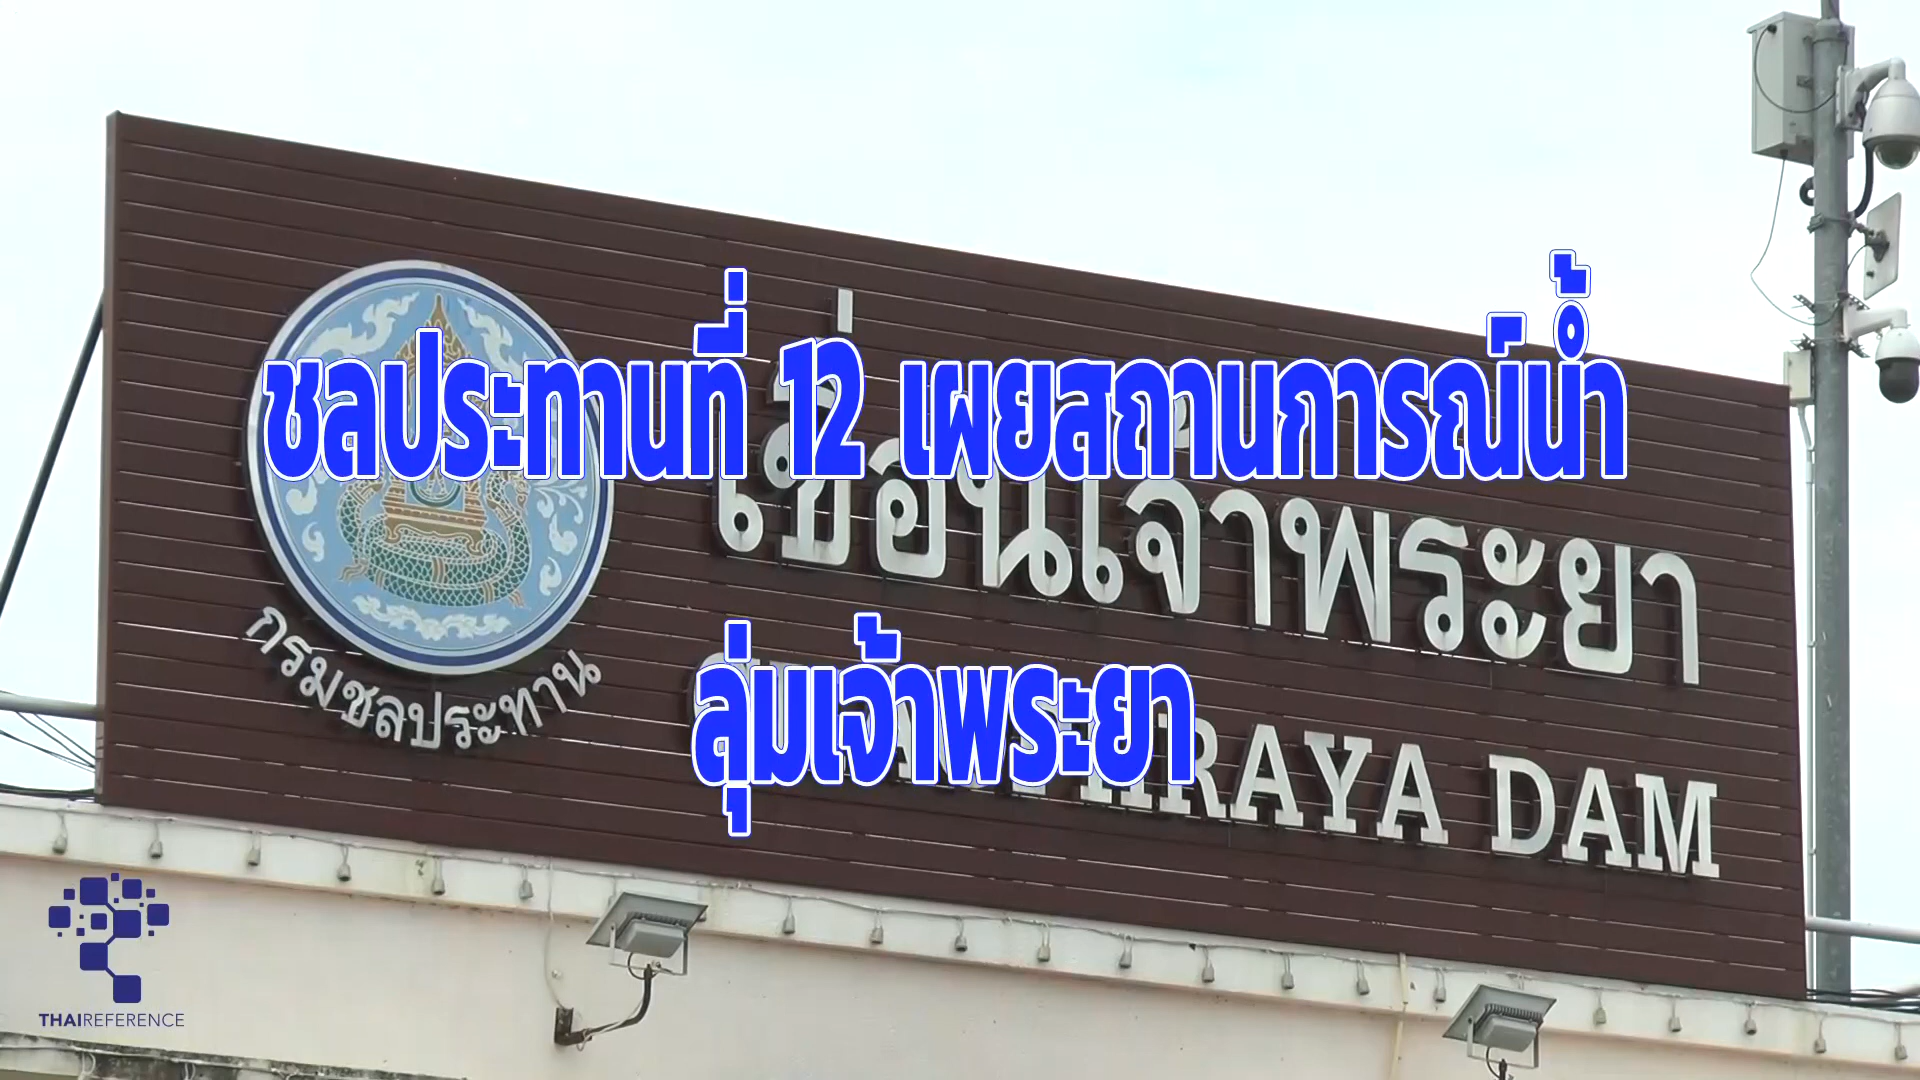 ชลประทานที่ 12 เผยสถานการณ์น้ำ
เขื่อนเจ้าพระยา
กรมชลประทาน
ลุ่มเจ้าพระยา
CHAO PHRAYA DAM
THAIREFERENCE